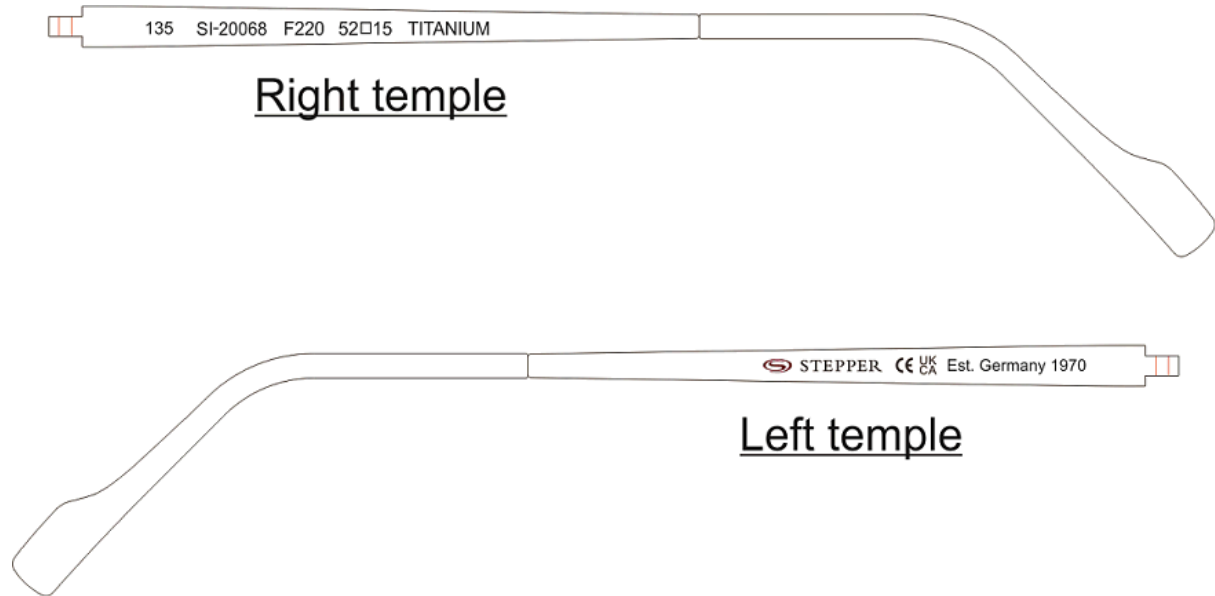 135 SI-20068 F220 52□15 TITANIUM
Right temple
STEPPER CE UK CA Est. Germany 1970
Left temple